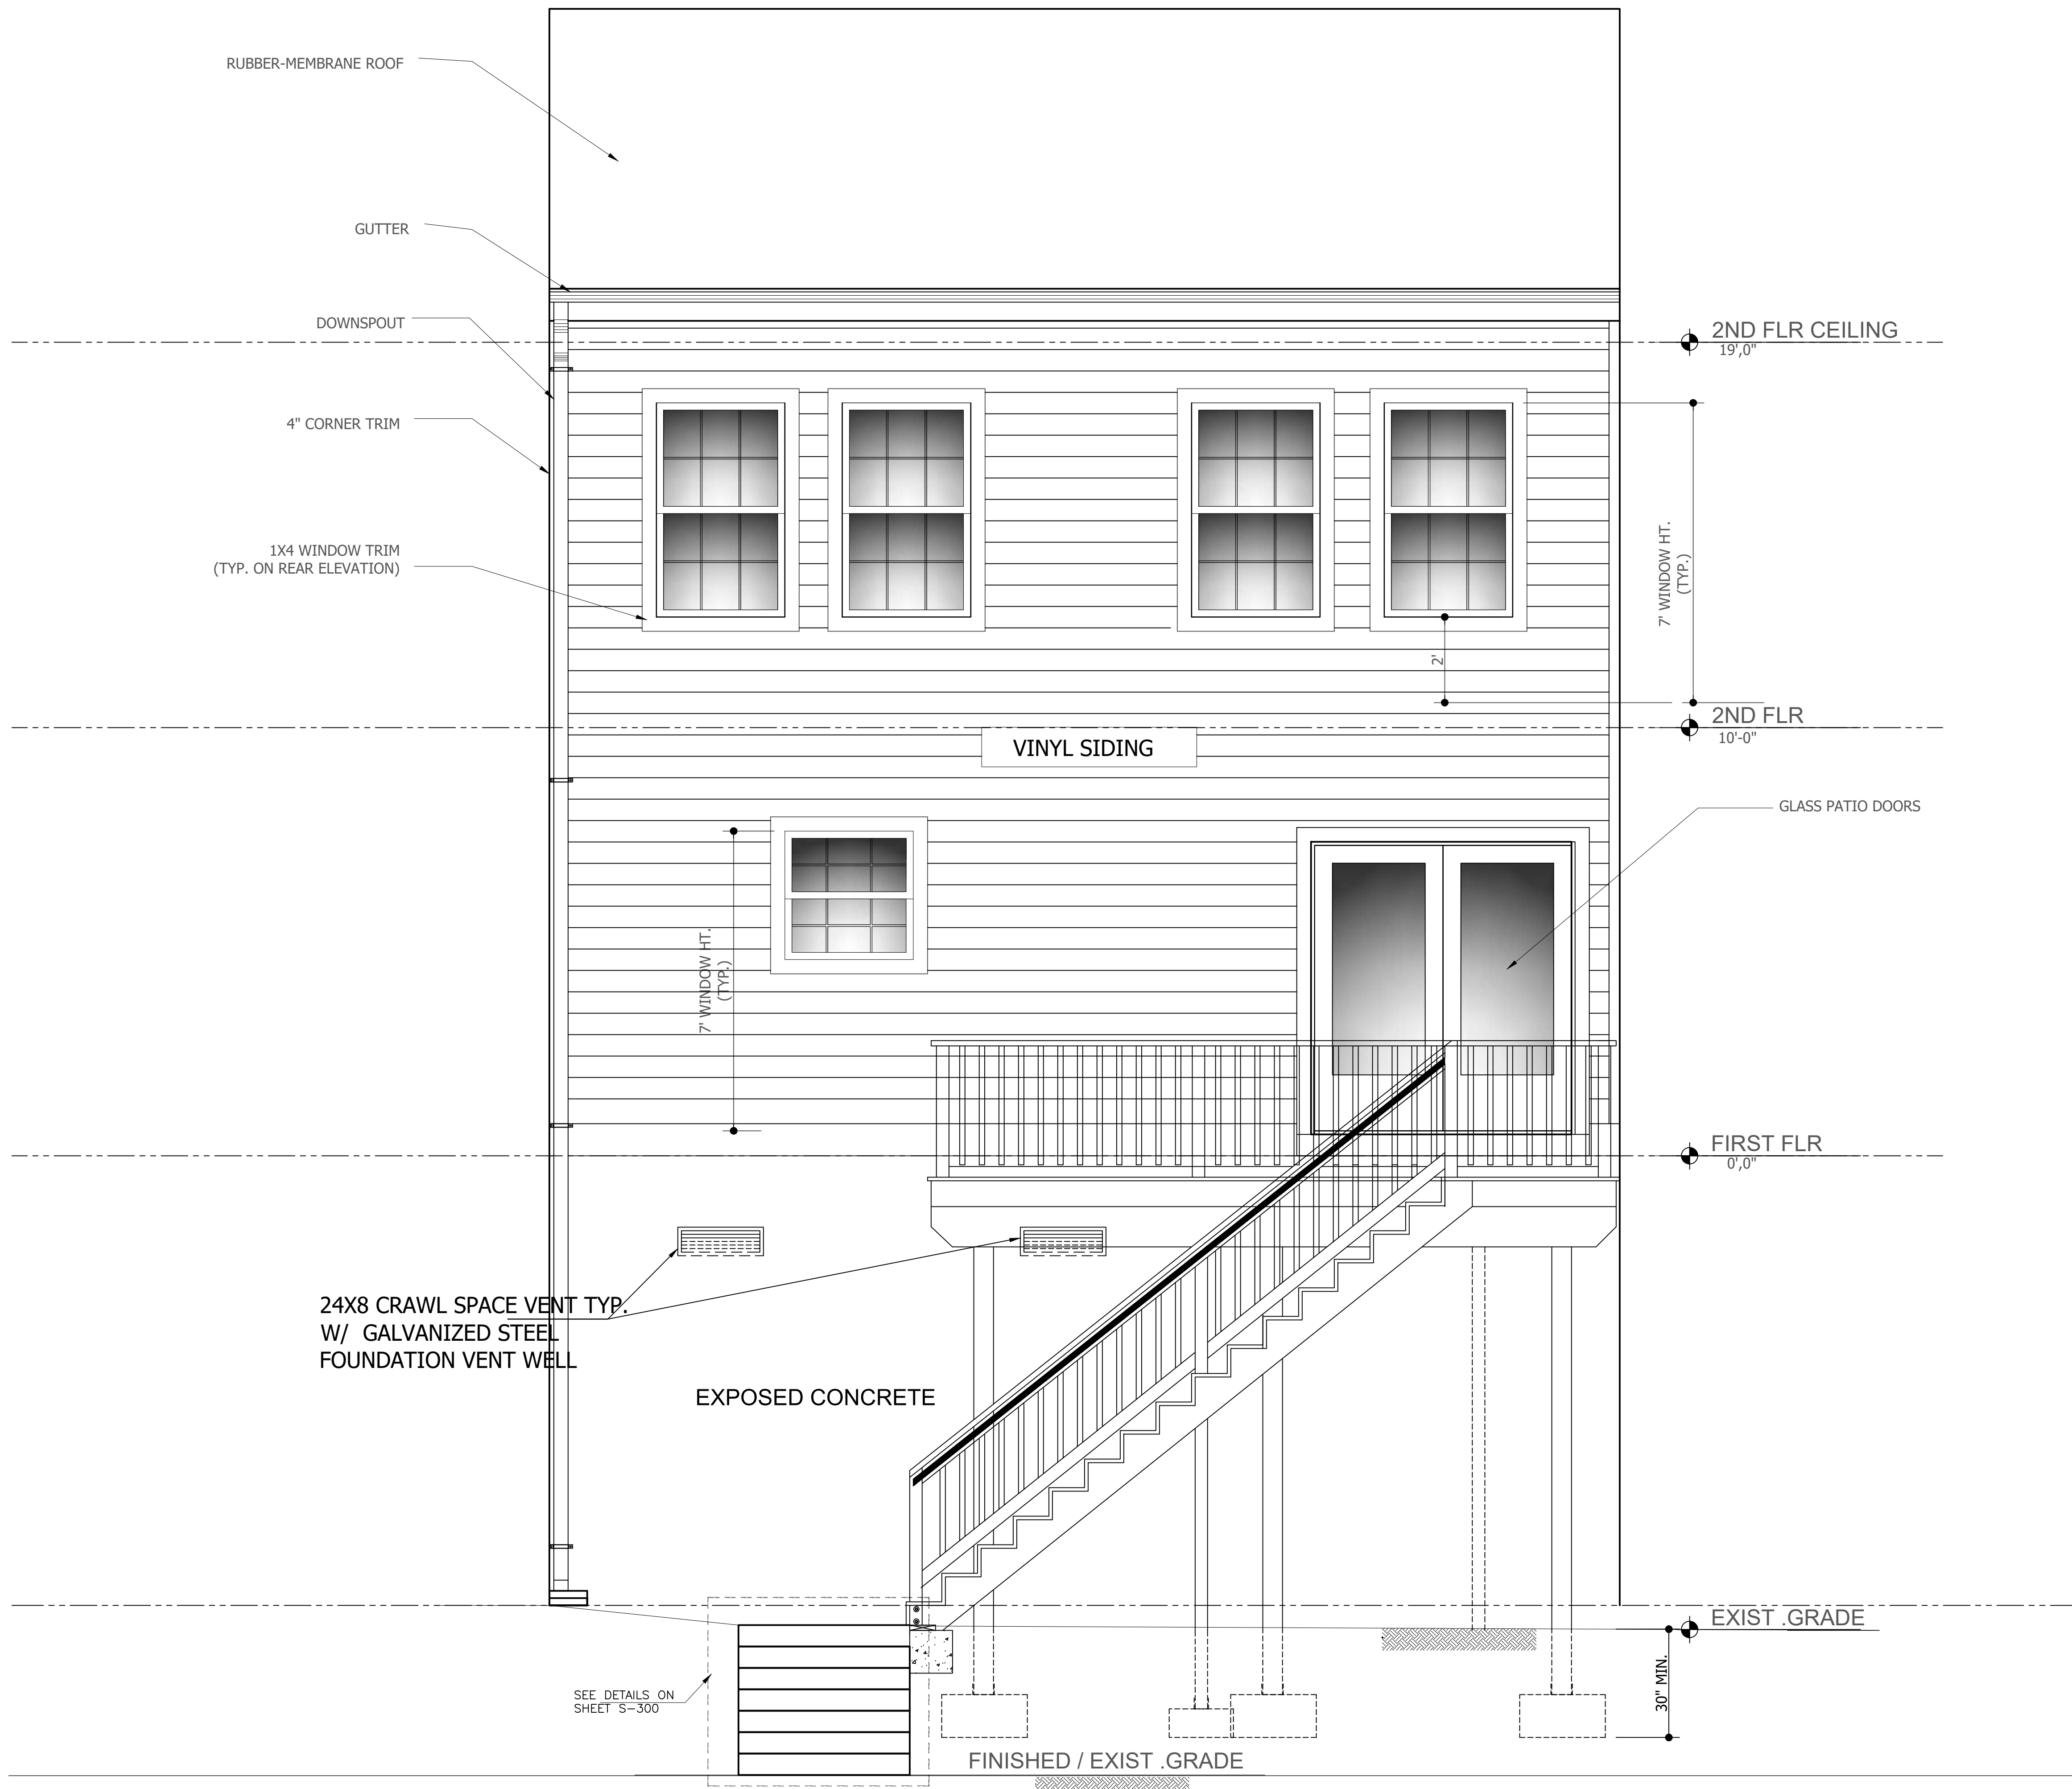 RUBBER-MEMBRANE ROOF
GUTTER
DOWNSPOUT
2ND FLR CEILING
19',0"
4" CORNER TRIM
1X4 WINDOW TRIM
(TYP. ON REAR ELEVATION)
7' WINDOW HT.
(TYP.)
2'
2ND FLR
10'-0"
VINYL SIDING
GLASS PATIO DOORS
7' WINDOW HT.
(TYP.)
FIRST FLR
0',0"
24X8 CRAWL SPACE VENT TYP.
W/ GALVANIZED STEEL
FOUNDATION VENT WELL
EXPOSED CONCRETE
EXIST .GRADE
30" MIN.
SEE DETAILS ON
SHEET S-300
FINISHED / EXIST .GRADE